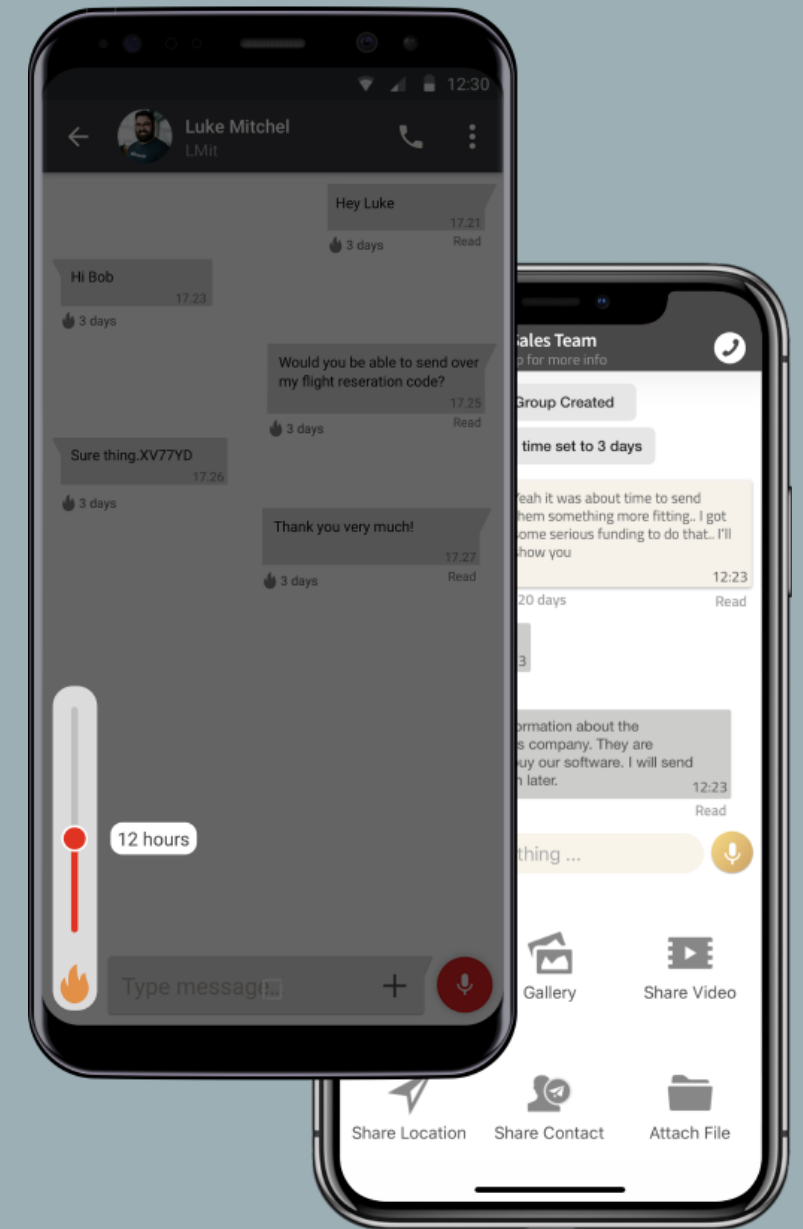 12:30
Luke Mitchel
LMit
Hey Luke
17.21
3 days
Read
Hi Bob
17.23
3 days
Would you be able to send over
my flight reseration code?
17.25
3 days
Read
Sure thing.XV77YD
17.26
3 days
Thank you very much!
17.27
3 days
Read
12 hours
Type message..
Sales Team
for more info
Group Created
time set to 3 days
Yeah it was about time to send
them something more fitting.. I got
some serious funding to do that.. I'll
show you
12:23
20 days
Read
3
ormation about the
s company. They are
uy our software. I will send
later.
12:23
Read
thing ...
Gallery
Share Video
Share Location
Share Contact
Attach File